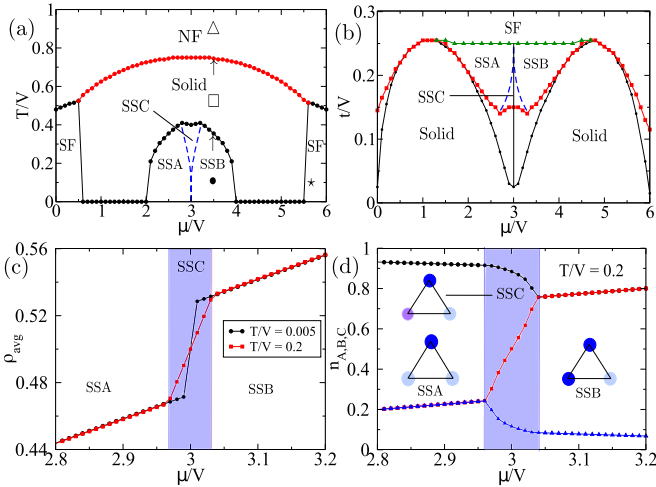 (a)
T/V
1
0.8
0.6
0.4
0.2
0
NF
Solid
SSC
SF
SSA
SSB
SF
0 1 2 3 4 5 6
μ/V
(b)
t/V
0.3
0.2
0.1
0
SF
SSA
SSB
SSC
Solid
Solid
0 1 2 3 4 5 6
μ/V
(c)
ρavg
0.56
0.52
0.48
0.44
SSC
T/V = 0.005
T/V = 0.2
SSA
SSB
2.8 2.9 3 3.1 3.2
μ/V
(d)
nA,B,C
1
0.8
0.6
0.4
0.2
0
T/V = 0.2
SSC
SSA
SSB
2.8 2.9 3 3.1 3.2
μ/V